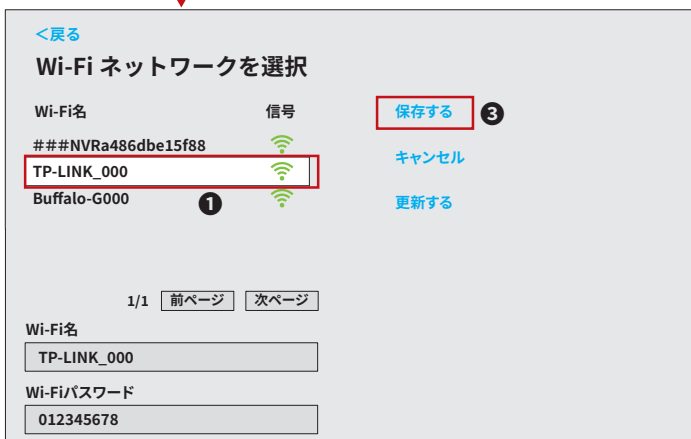 ＜戻る
Wi-Fi ネットワークを選択
Wi-Fi名 信号 保存する ❸
###NVRa486dbe15f88
キャンセル
TP-LINK_000
Buffalo-G000 ❶ 更新する
1/1 前ページ 次ページ
Wi-Fi名
TP-LINK_000
Wi-Fiパスワード
012345678